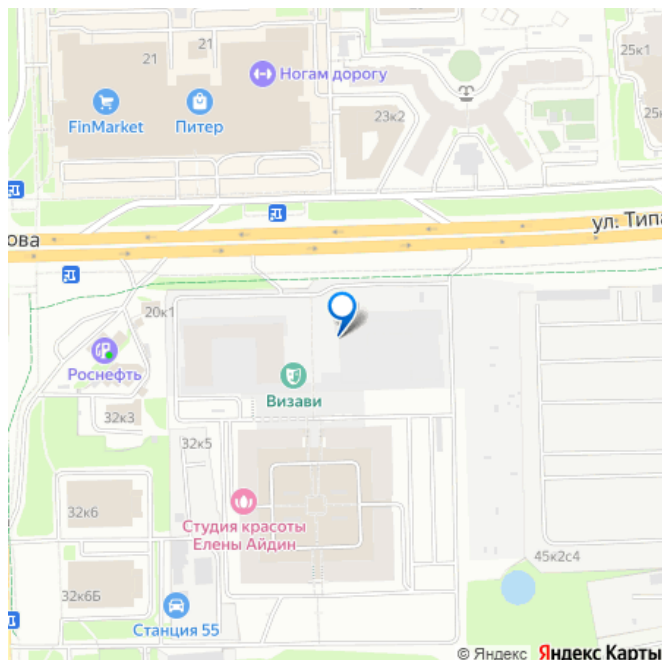 21
21
Ногам дорогу
25к1
FinMarket
Питер
23к2
25к
ул. Типа
ова
20к1
Роснефть
Визави
32к3
32к5
32к6
Студия красоты
Елены Айдин
45к2с4
32к6Б
Станция 55
© Яндекс Яндекс Карты